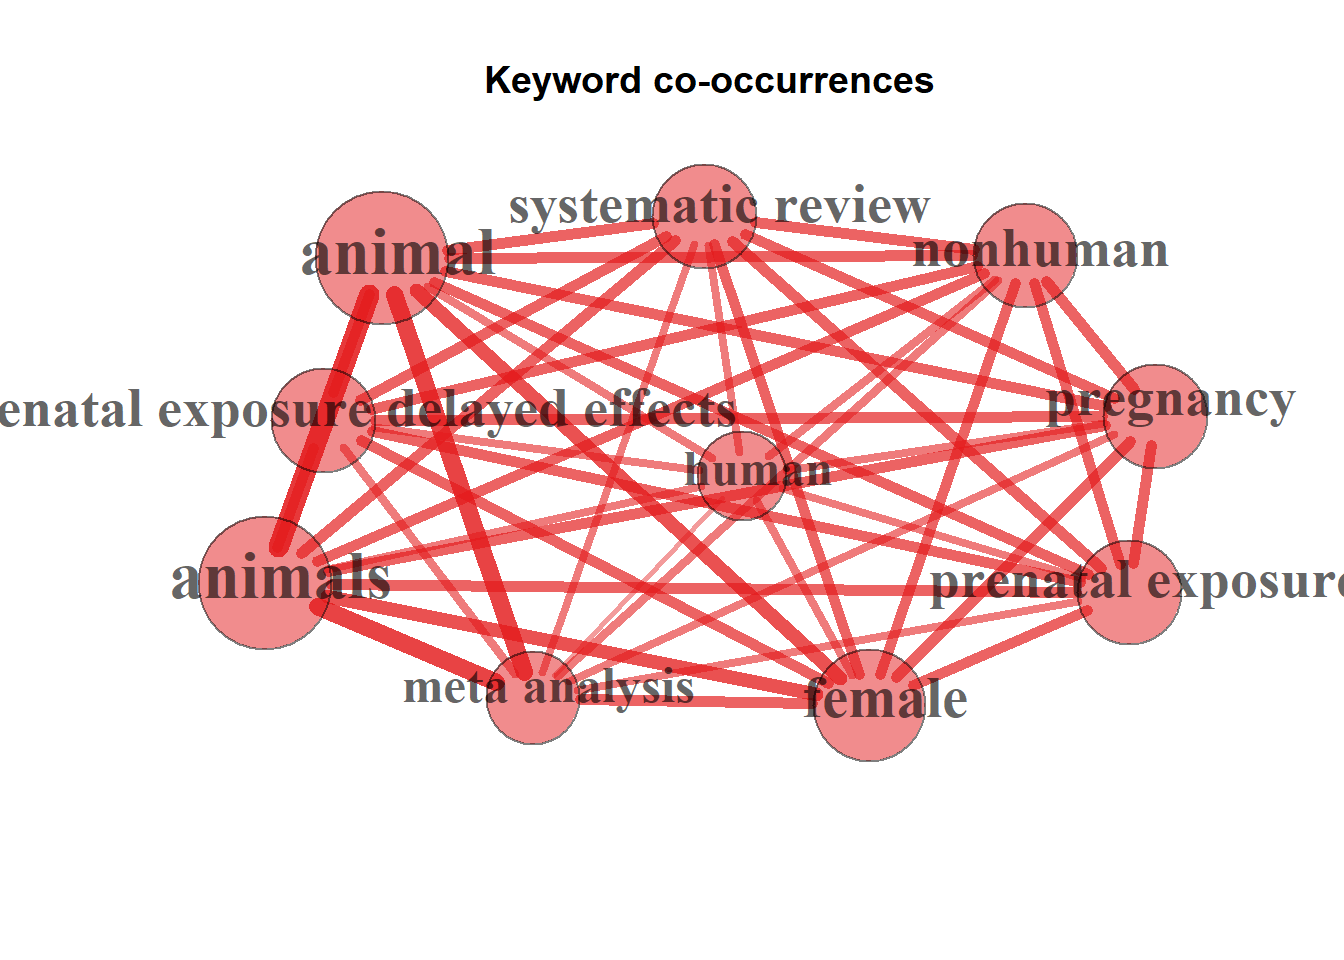 Keyword co-occurrences
systematic review
animal
nonhuman
enatal exposure delayed effects
pregnancy
human
animals
prenatal exposure
meta analysis
female